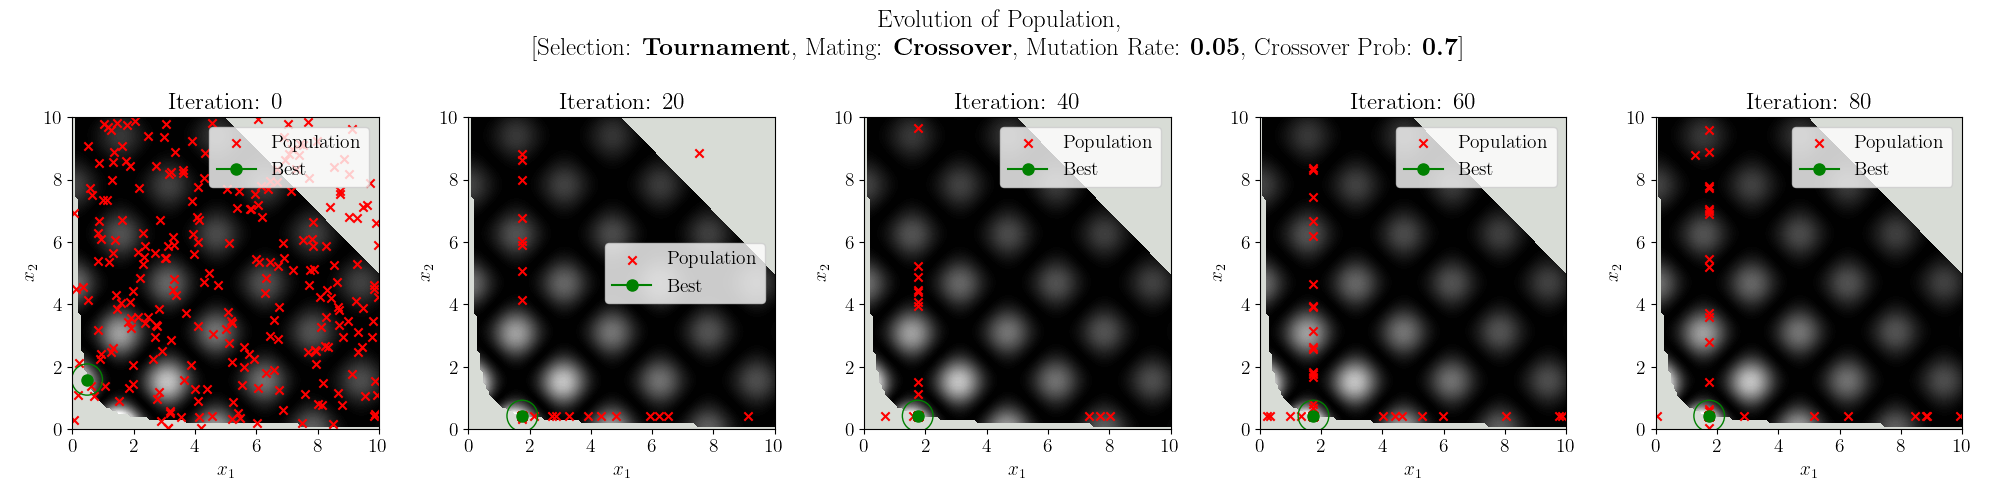 Evolution of Population,
[Selection: Tournament, Mating: Crossover, Mutation Rate: 0.05, Crossover Prob: 0.7]
Iteration: 0
10
8
6
4
2
0
x2
0 2 4 6 8 10
x1
Population
Best
Iteration: 20
10
8
6
4
2
0
x2
0 2 4 6 8 10
x1
Population
Best
Iteration: 40
10
8
6
4
2
0
x2
0 2 4 6 8 10
x1
Population
Best
Iteration: 60
10
8
6
4
2
0
x2
0 2 4 6 8 10
x1
Population
Best
Iteration: 80
10
8
6
4
2
0
x2
0 2 4 6 8 10
x1
Population
Best